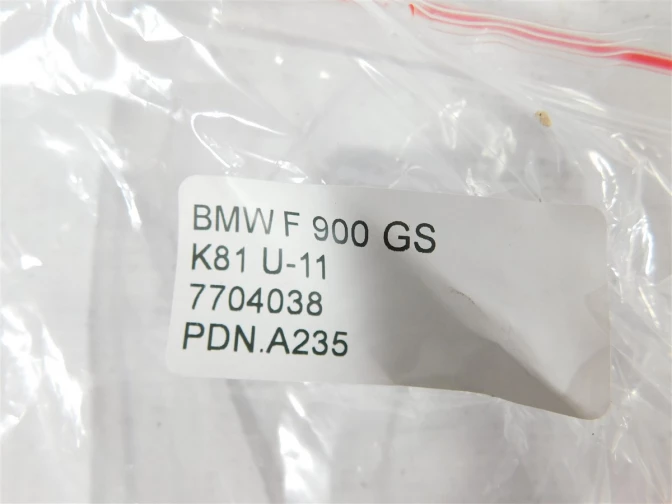 BMW F 900 GS
K81 U-11
7704038
PDN.A235